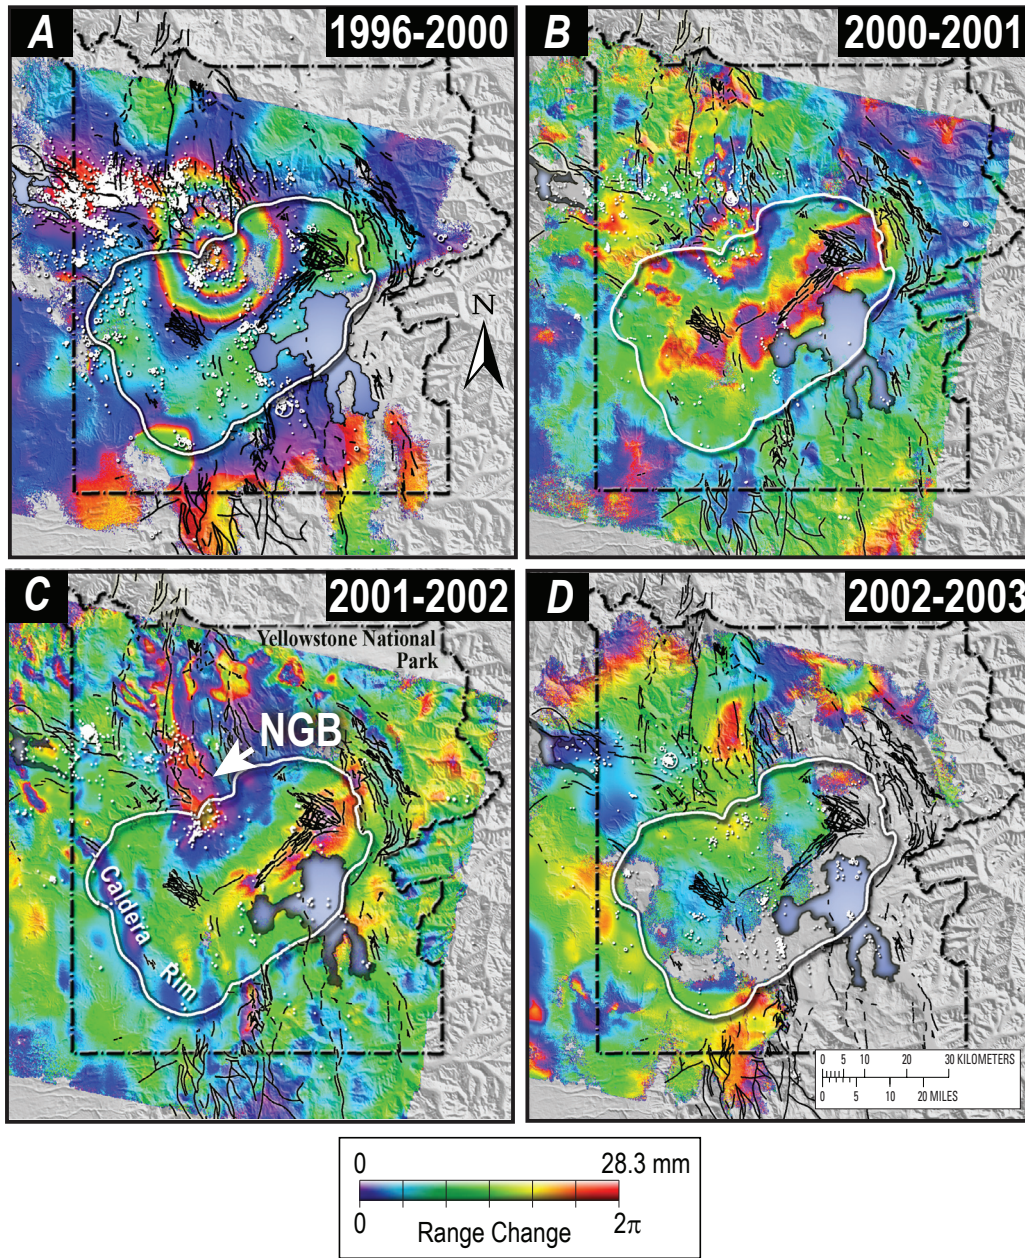 A
1996-2000
B
2000-2001
N
C
2001-2002
Yellowstone National
Park
NGB
Caldera Rim
D
2002-2003
0 5 10 20 30 KILOMETERS
0 5 10 20 MILES
0 28.3 mm
0 2π
Range Change